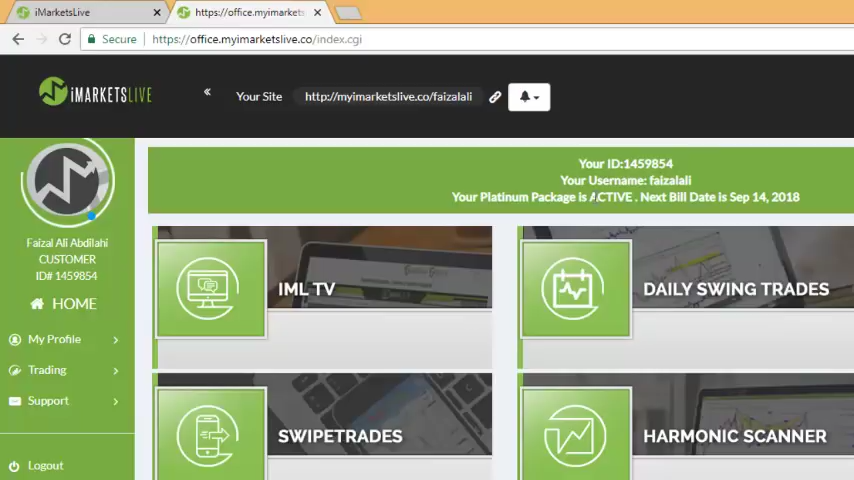 iMarketsLive
https://office.myimarkets
Secure
https://office.myimarketslive.co/index.cgi
iMARKETSLIVE
Your Site
http://myimarketslive.co/faizalali
Your ID:1459854
Your Username: faizalali
Your Platinum Package is ACTIVE . Next Bill Date is Sep 14, 2018
Faizal Ali Abdilahi
CUSTOMER
ID# 1459854
HOME
My Profile
Trading
Support
Logout
IML TV
DAILY SWING TRADES
SWIPETRADES
HARMONIC SCANNER